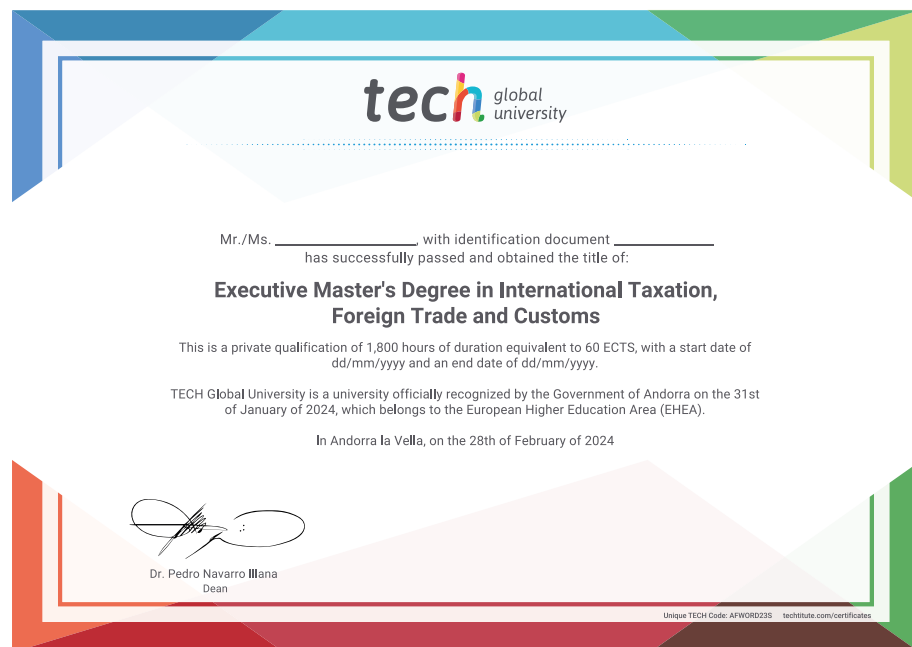 tech global university
Mr./Ms. ________________, with identification document ____________
has successfully passed and obtained the title of:
Executive Master's Degree in International Taxation,
Foreign Trade and Customs
This is a private qualification of 1,800 hours of duration equivalent to 60 ECTS, with a start date of
dd/mm/yyyy and an end date of dd/mm/yyyy.
TECH Global University is a university officially recognized by the Government of Andorra on the 31st
of January of 2024, which belongs to the European Higher Education Area (EHEA).
In Andorra la Vella, on the 28th of February of 2024
Dr. Pedro Navarro Illana
Dean
Unique TECH Code: AFWORD23S techtitute.com/certificates